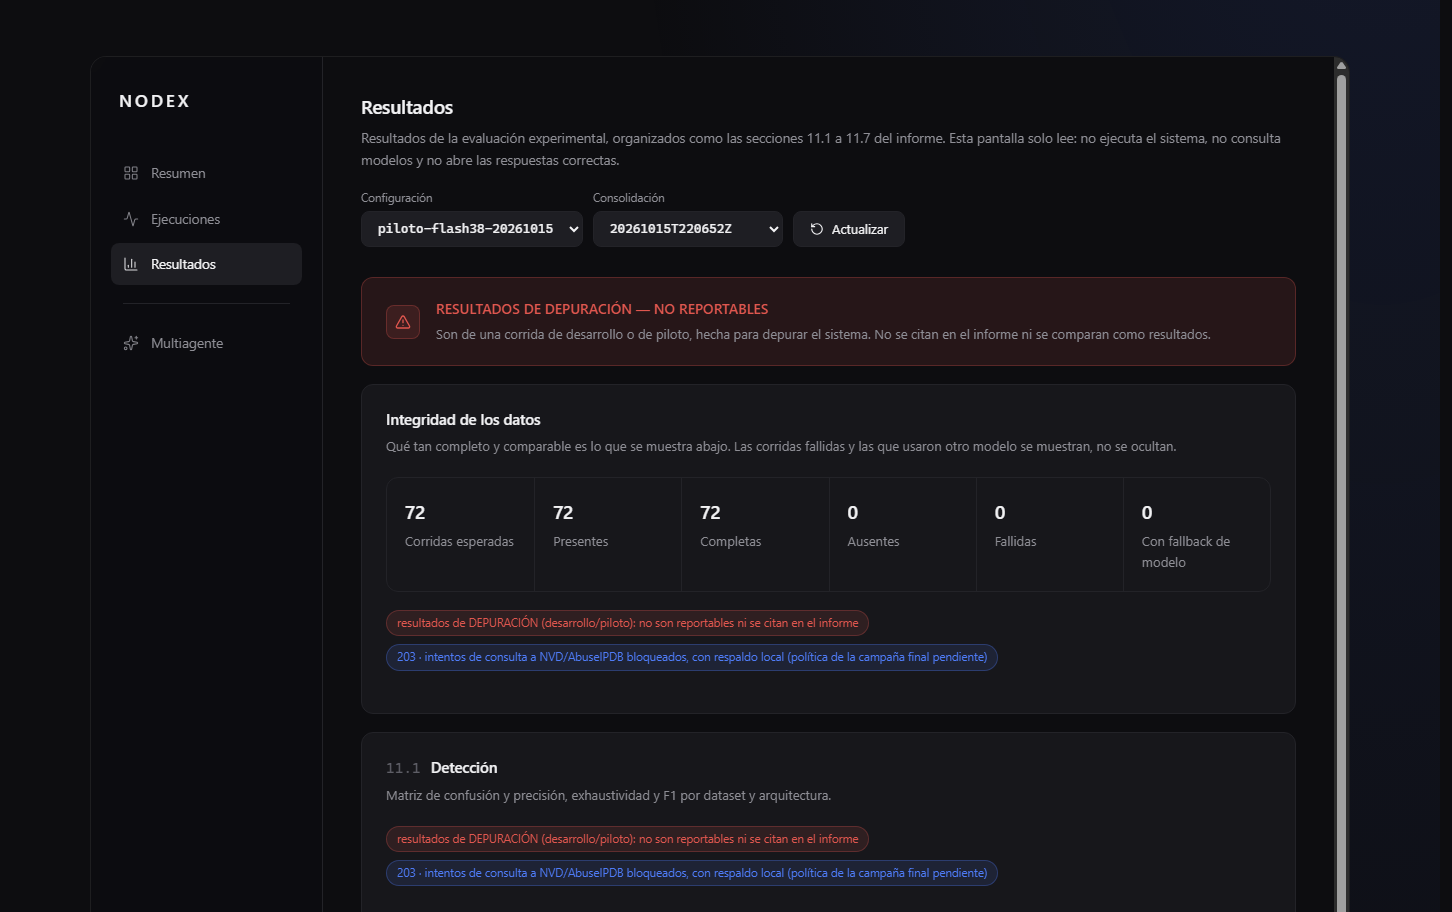 NODEX
Resumen
Ejecuciones
Resultados
Multiagente
Resultados
Resultados de la evaluación experimental, organizados como las secciones 11.1 a 11.7 del informe. Esta pantalla solo lee: no ejecuta el sistema, no consulta
modelos y no abre las respuestas correctas.
Configuración
Consolidación
piloto-flash38-20261015
20261015T220652Z
Actualizar
RESULTADOS DE DEPURACIÓN — NO REPORTABLES
Son de una corrida de desarrollo o de piloto, hecha para depurar el sistema. No se citan en el informe ni se comparan como resultados.
Integridad de los datos
Qué tan completo y comparable es lo que se muestra abajo. Las corridas fallidas y las que usaron otro modelo se muestran, no se ocultan.
72
Corridas esperadas
72
Presentes
72
Completas
0
Ausentes
0
Fallidas
0
Con fallback de
modelo
resultados de DEPURACIÓN (desarrollo/piloto): no son reportables ni se citan en el informe
203 · intentos de consulta a NVD/AbuseIPDB bloqueados, con respaldo local (política de la campaña final pendiente)
11.1 Detección
Matriz de confusión y precisión, exhaustividad y F1 por dataset y arquitectura.
resultados de DEPURACIÓN (desarrollo/piloto): no son reportables ni se citan en el informe
203 · intentos de consulta a NVD/AbuseIPDB bloqueados, con respaldo local (política de la campaña final pendiente)